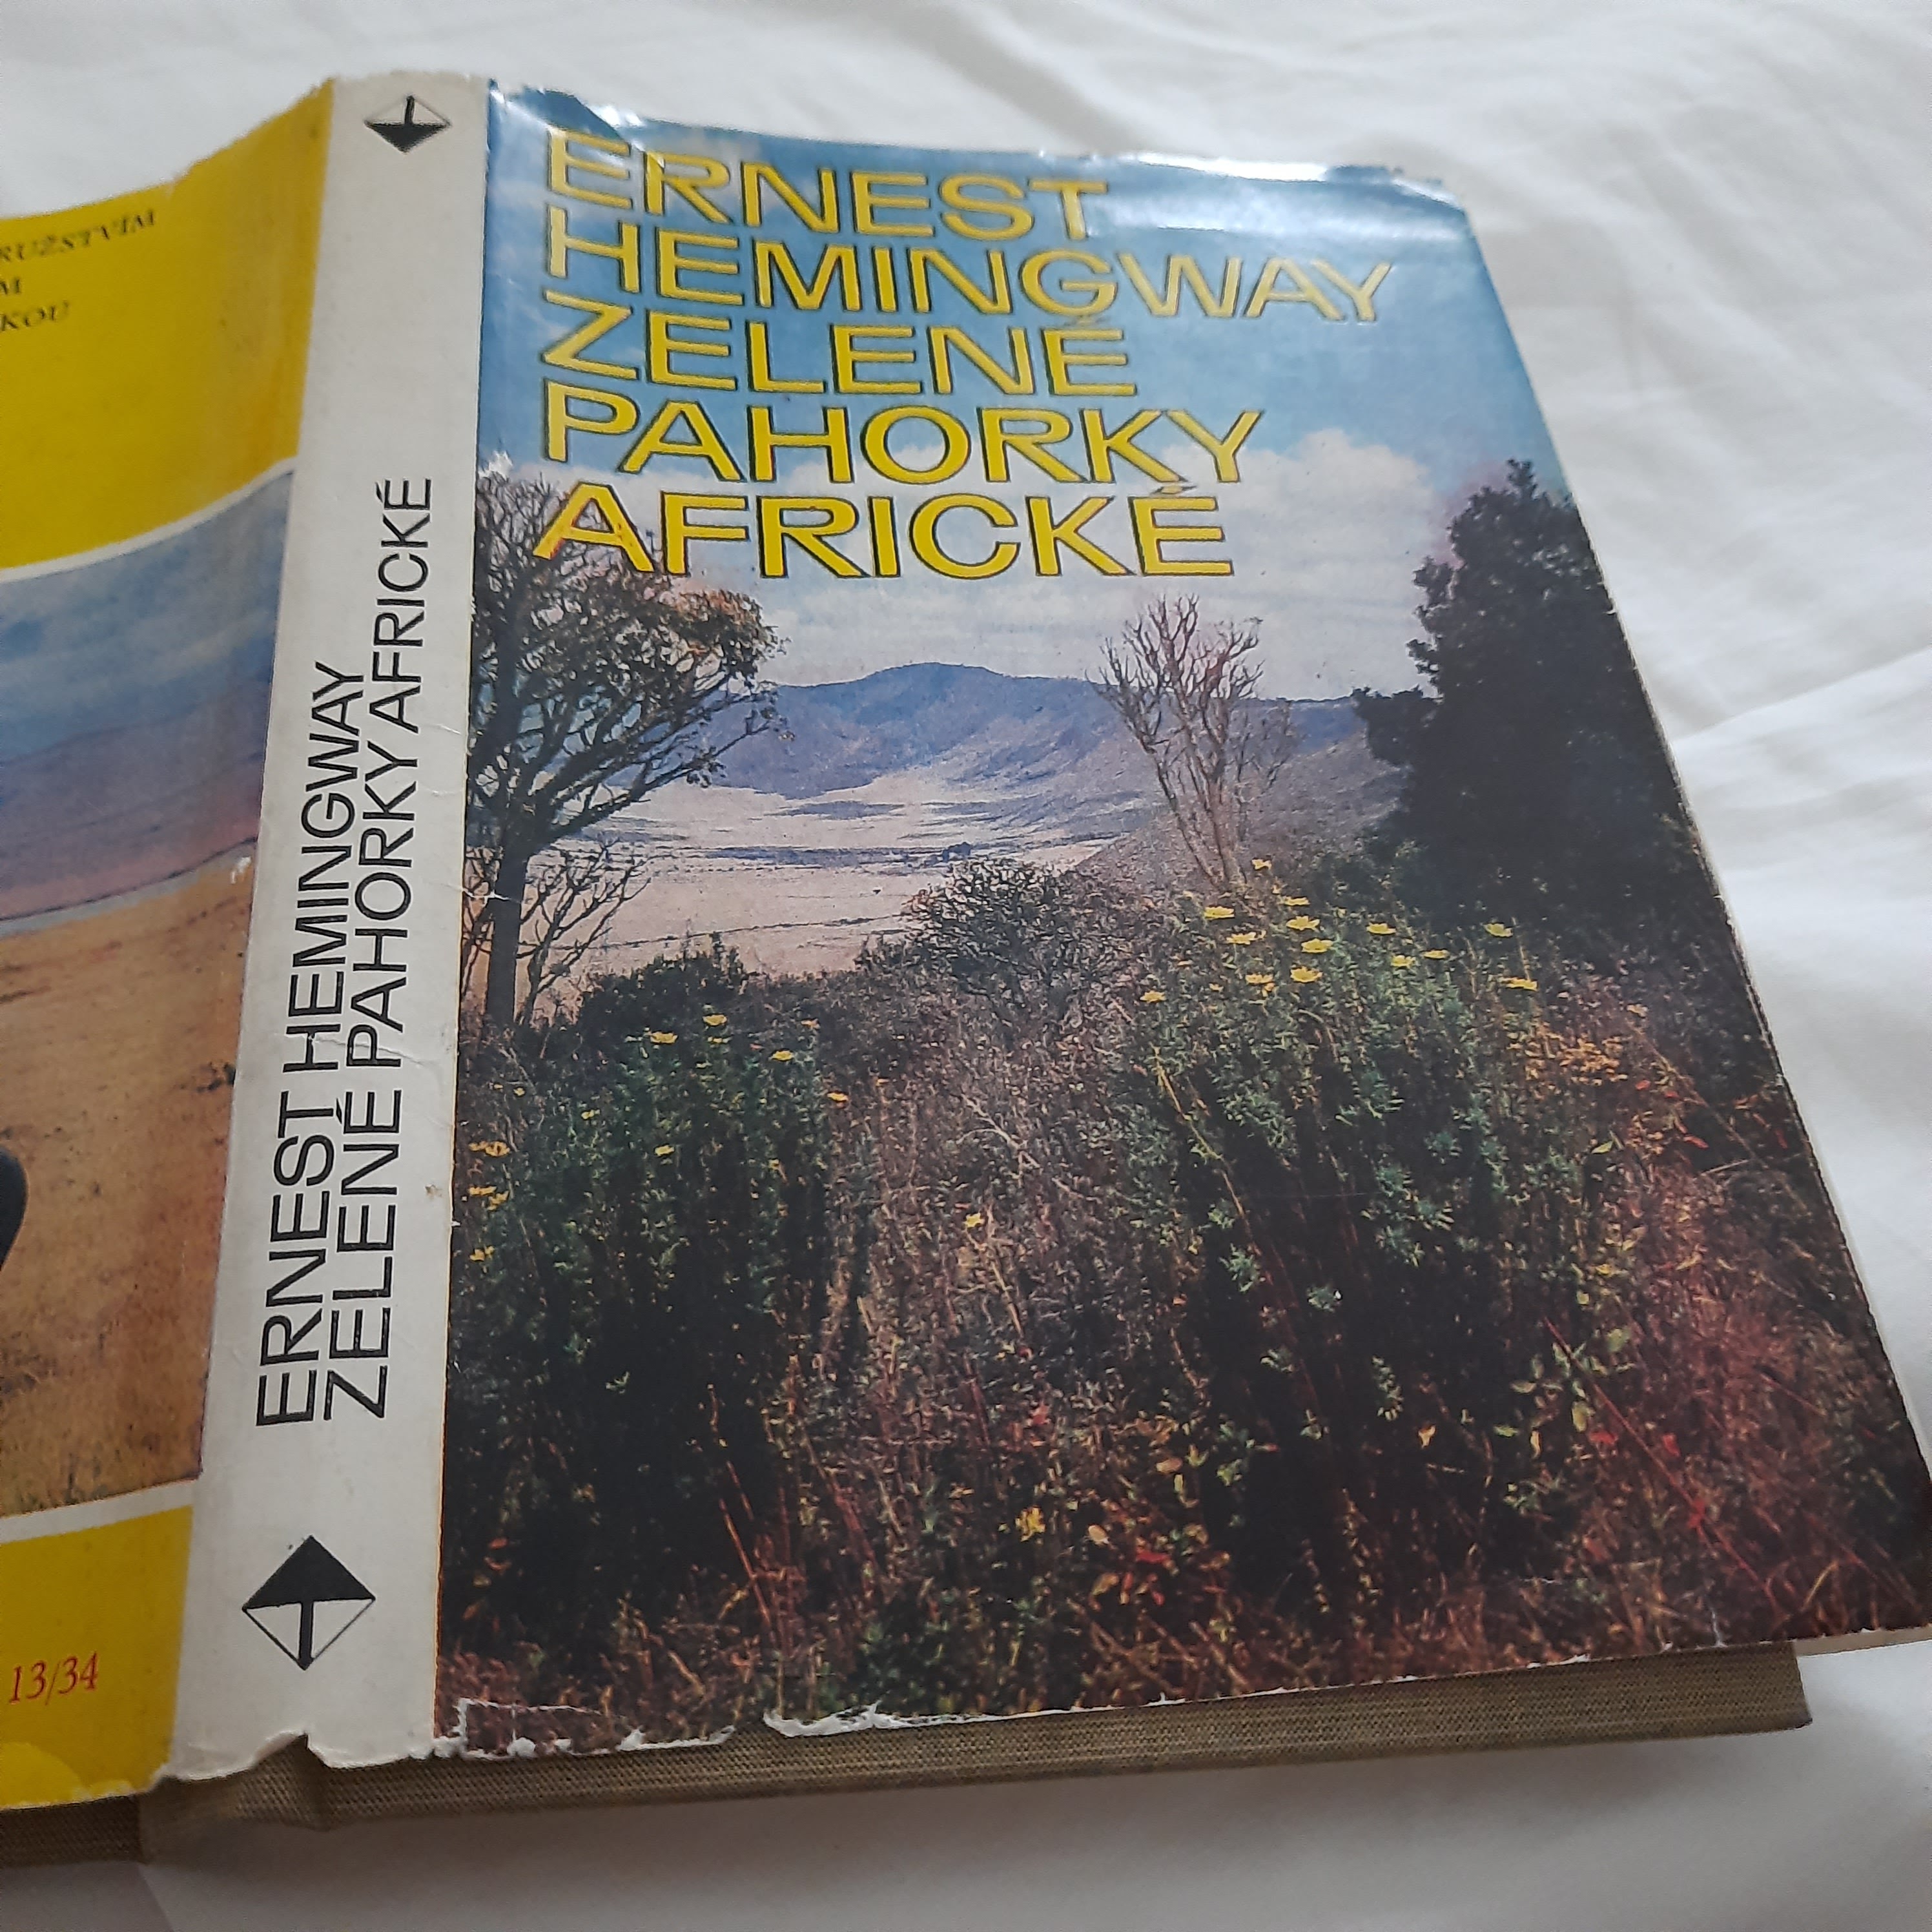 ERNEST
HEMINGWAY
ZELENÉ
PAHORKY
AFRICKÉ
ERNEST HEMINGWAY
ZELENÉ PAHORKY AFRICKÉ
13/34